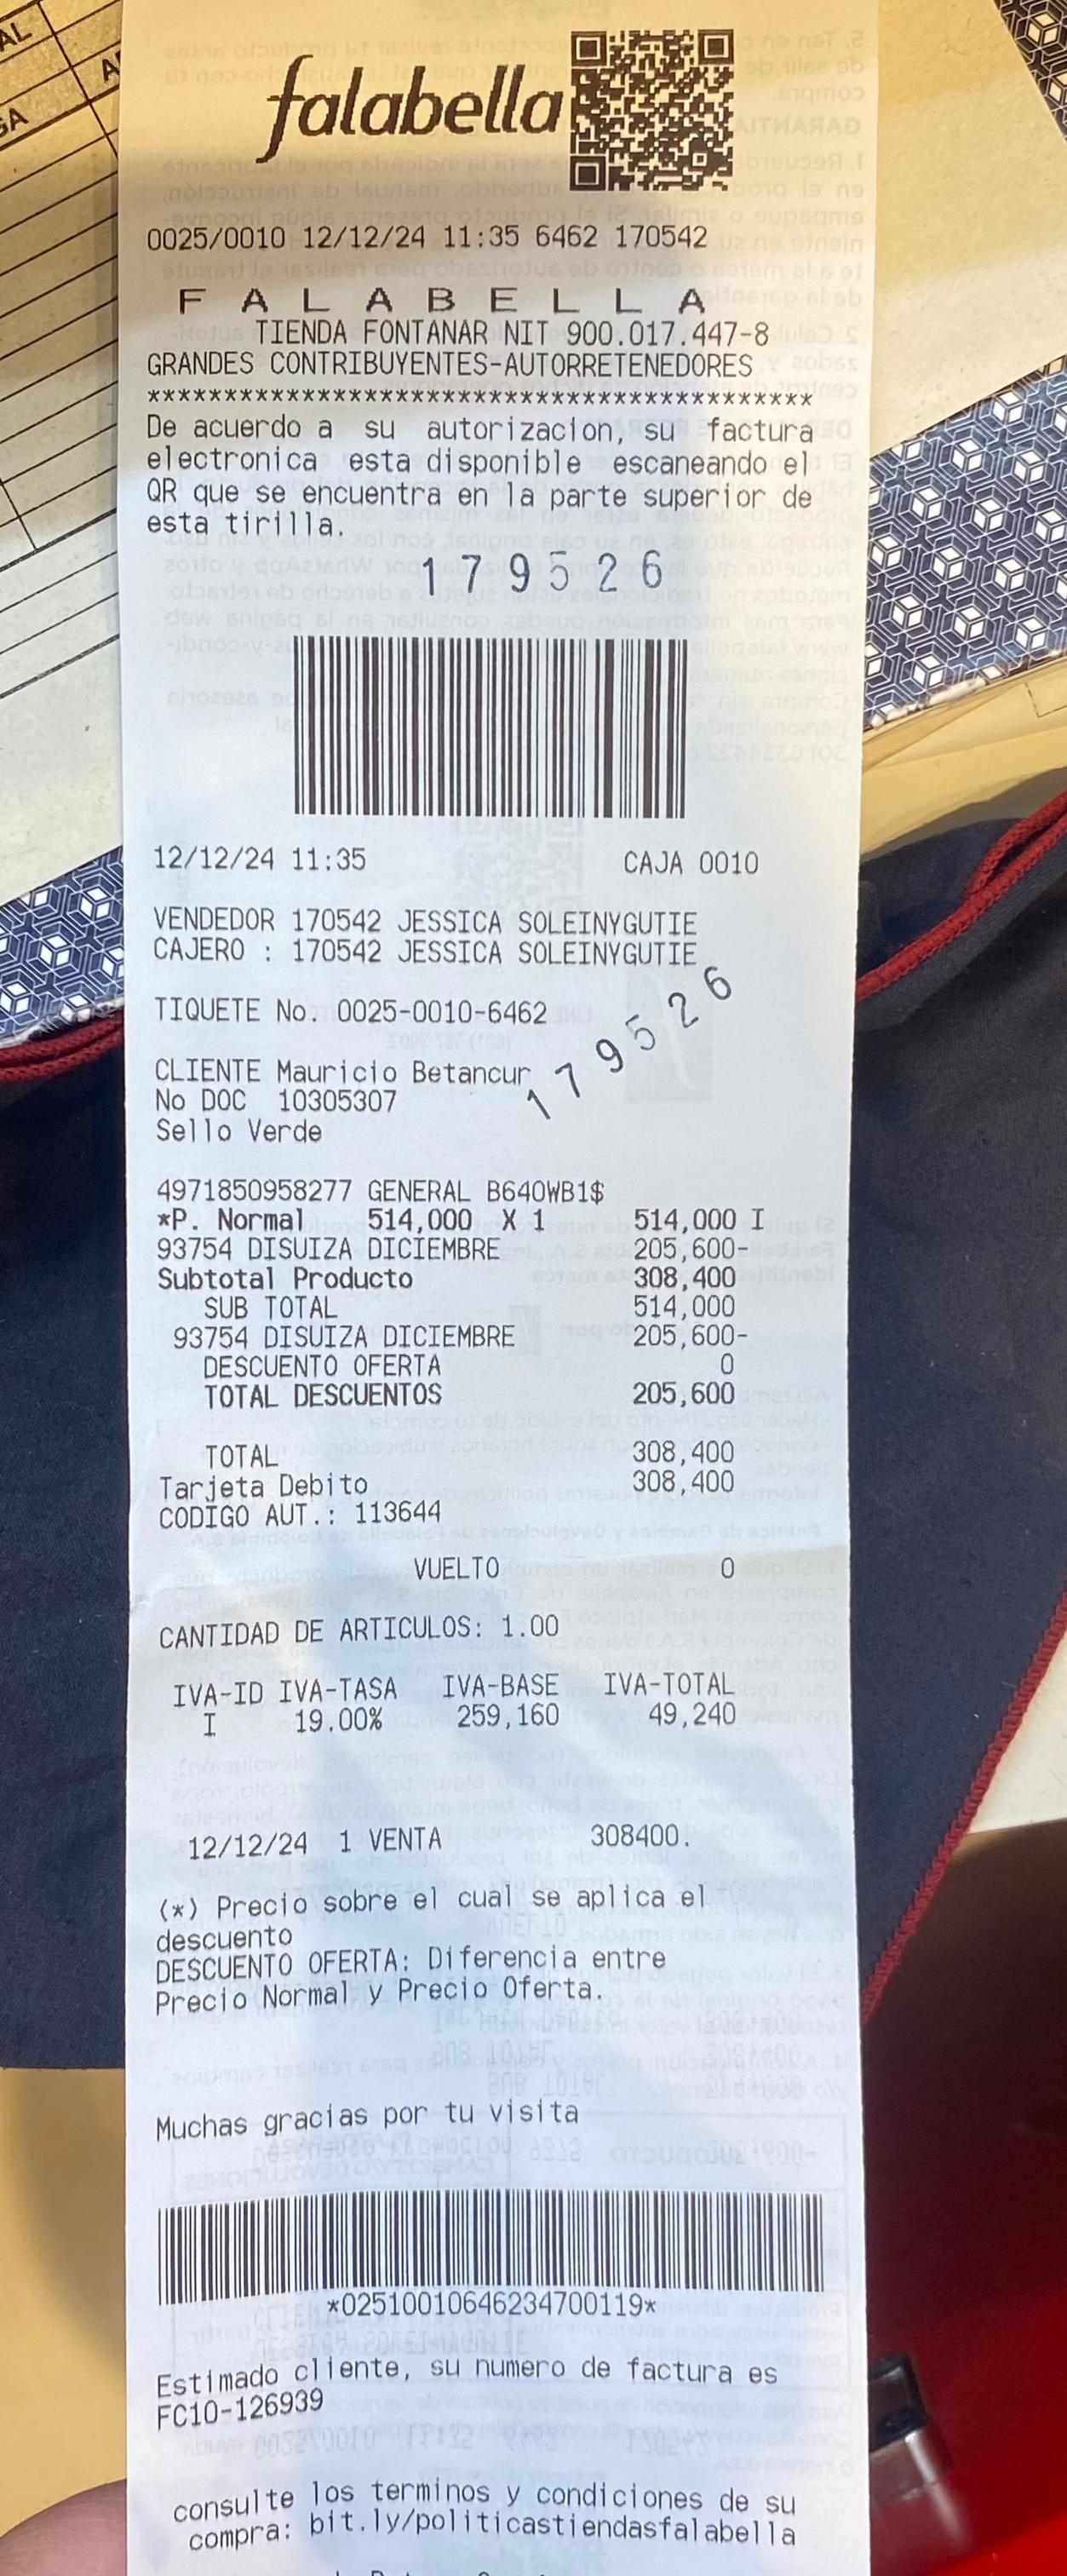 falabella
0025/0010 12/12/24 11:35 6462 170542
F A L A B E L L A
TIENDA FONTANAR NIT 900.017.447-8
GRANDES CONTRIBUYENTES-AUTORRETENEDORES
********************************************
De acuerdo a su autorizacion, su factura
electronica esta disponible escaneando el
QR que se encuentra en la parte superior de
esta tirilla.
179526
12/12/24 11:35 CAJA 0010
VENDEDOR 170542 JESSICA SOLEINYGUTIE
CAJERO : 170542 JESSICA SOLEINYGUTIE
TIQUETE No. 0025-0010-6462
179526
CLIENTE Mauricio Betancur
No DOC 10305307
Sello Verde
4971850958277 GENERAL B640WB1$
*P. Normal 514,000 X 1 514,000 I
93754 DISUIZA DICIEMBRE 205,600-
Subtotal Producto 308,400
SUB TOTAL 514,000
93754 DISUIZA DICIEMBRE 205,600-
DESCUENTO OFERTA 0
TOTAL DESCUENTOS 205,600
TOTAL 308,400
Tarjeta Debito 308,400
CODIGO AUT.: 113644
VUELTO 0
CANTIDAD DE ARTICULOS: 1.00
IVA-ID IVA-TASA IVA-BASE IVA-TOTAL
I 19.00% 259,160 49,240
12/12/24 1 VENTA 308400.
(*) Precio sobre el cual se aplica el
descuento
DESCUENTO OFERTA: Diferencia entre
Precio Normal y Precio Oferta.
Muchas gracias por tu visita
*02510010646234700119*
Estimado cliente, su numero de factura es
FC10-126939
consulte los terminos y condiciones de su
compra: bit.ly/politicastiendasfalabella